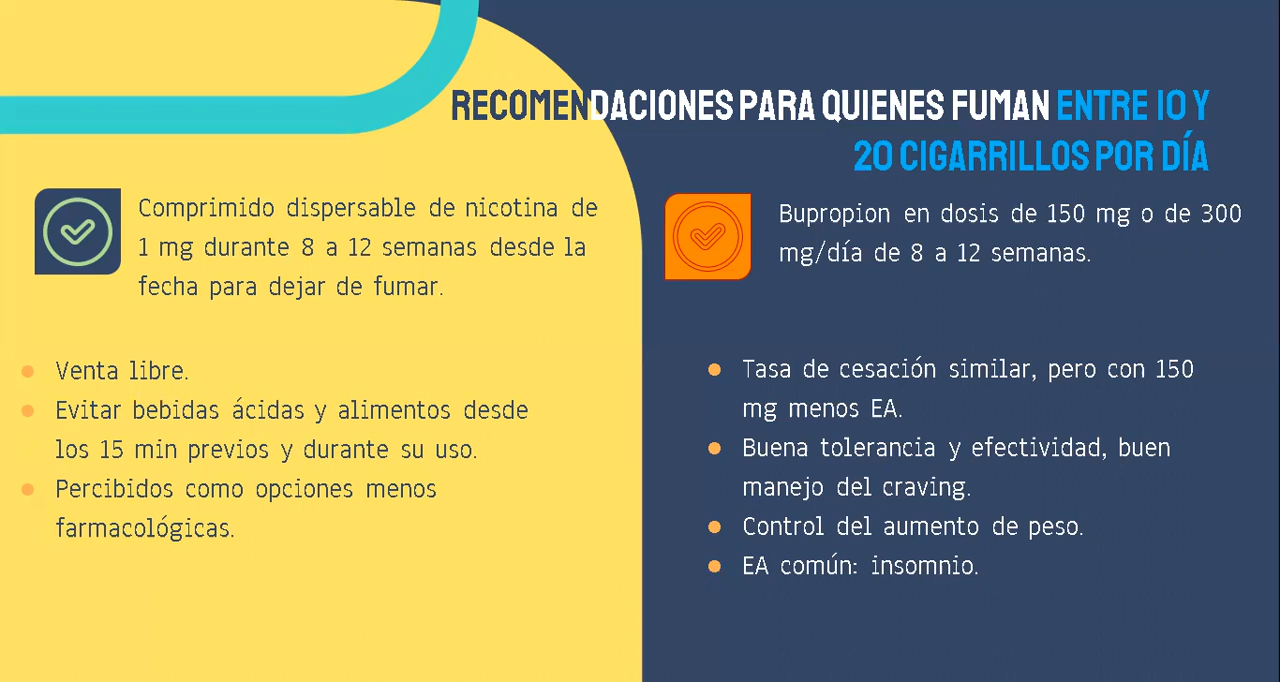 RECOMENDACIONES PARA QUIENES FUMAN ENTRE 10 Y
20 CIGARRILLOS POR DÍA
Comprimido dispersable de nicotina de
1 mg durante 8 a 12 semanas desde la
fecha para dejar de fumar.
Venta libre.
Evitar bebidas ácidas y alimentos desde
los 15 min previos y durante su uso.
Percibidos como opciones menos
farmacológicas.
Bupropion en dosis de 150 mg o de 300
mg/día de 8 a 12 semanas.
Tasa de cesación similar, pero con 150
mg menos EA.
Buena tolerancia y efectividad, buen
manejo del craving.
Control del aumento de peso.
EA común: insomnio.